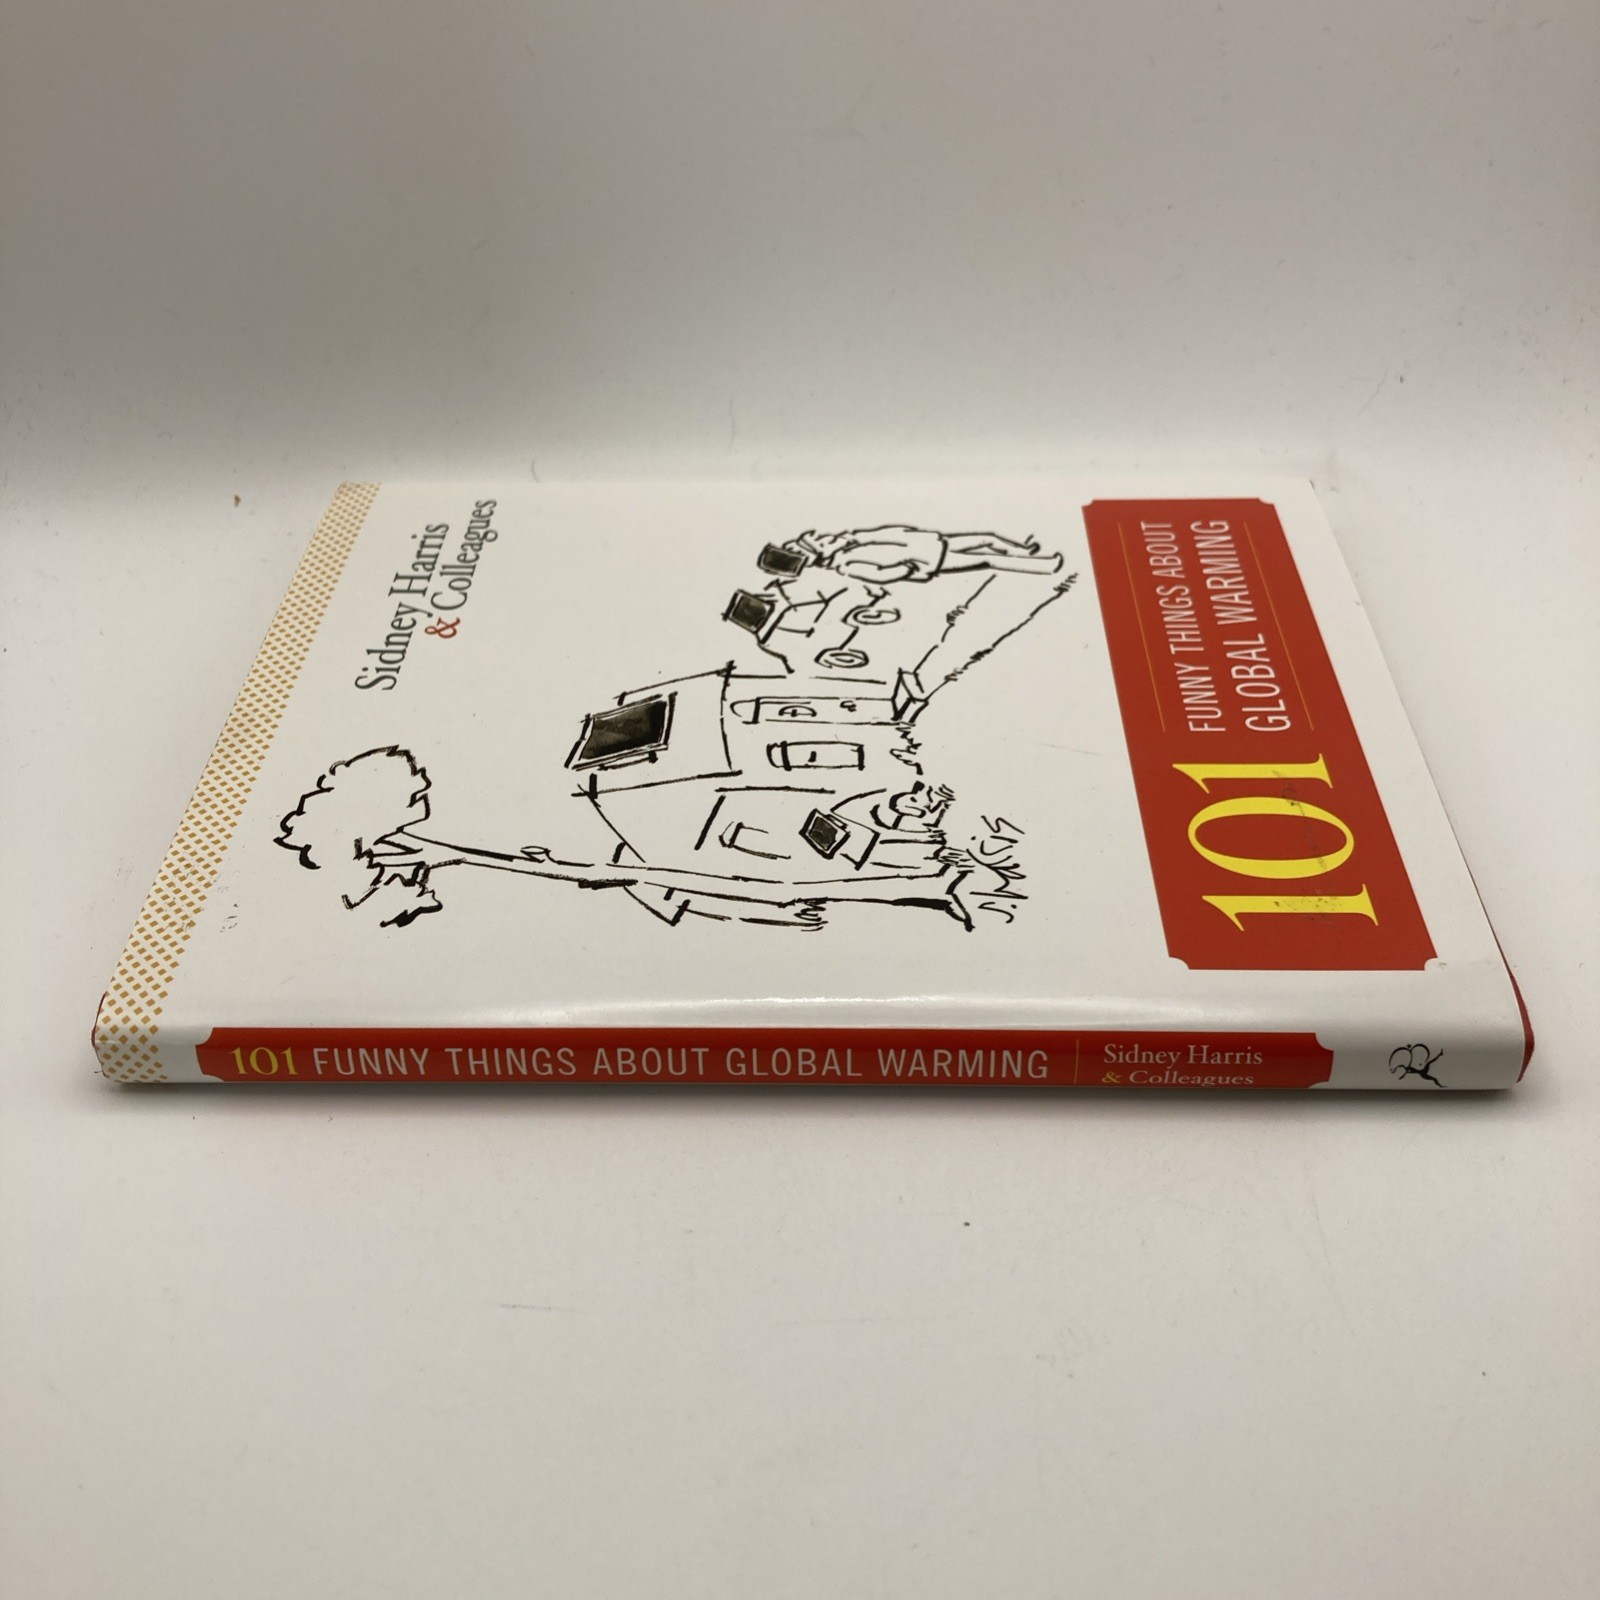 101
FUNNY THINGS ABOUT
GLOBAL WARMING
S. HARRIS
Sidney Harris
& Colleagues
101 FUNNY THINGS ABOUT GLOBAL WARMING
Sidney Harris
& Colleagues